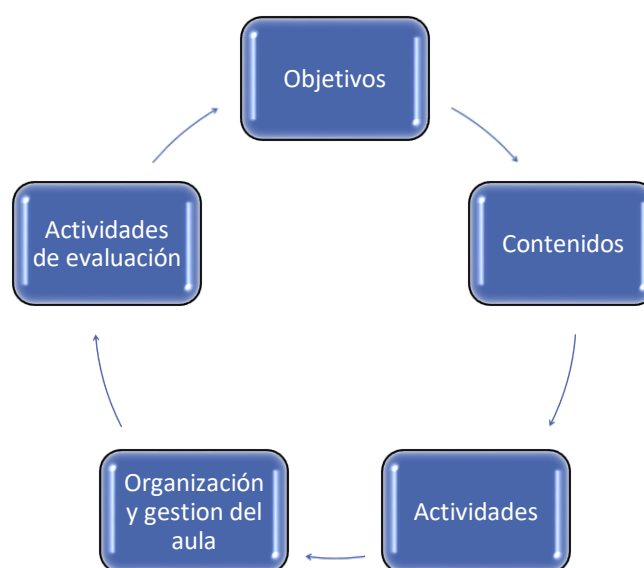 Objetivos
Contenidos
Actividades
Organización
y gestion del
aula
Actividades
de evaluación